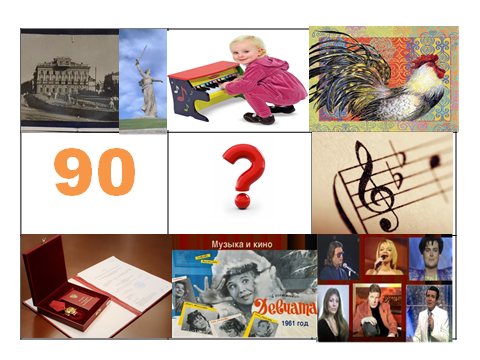 90
?
Музыка и кино
Девчата
1961 год